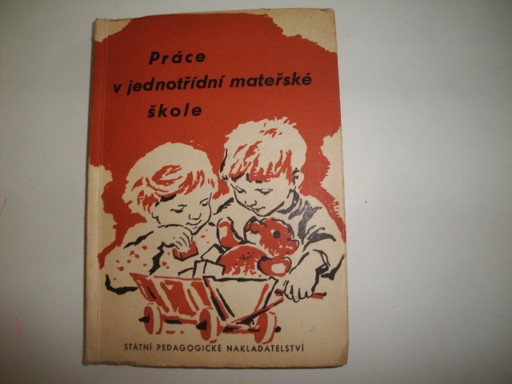 Práce
v jednotřídní mateřské
škole
STÁTNÍ PEDAGOGICKÉ NAKLADATELSTVÍ